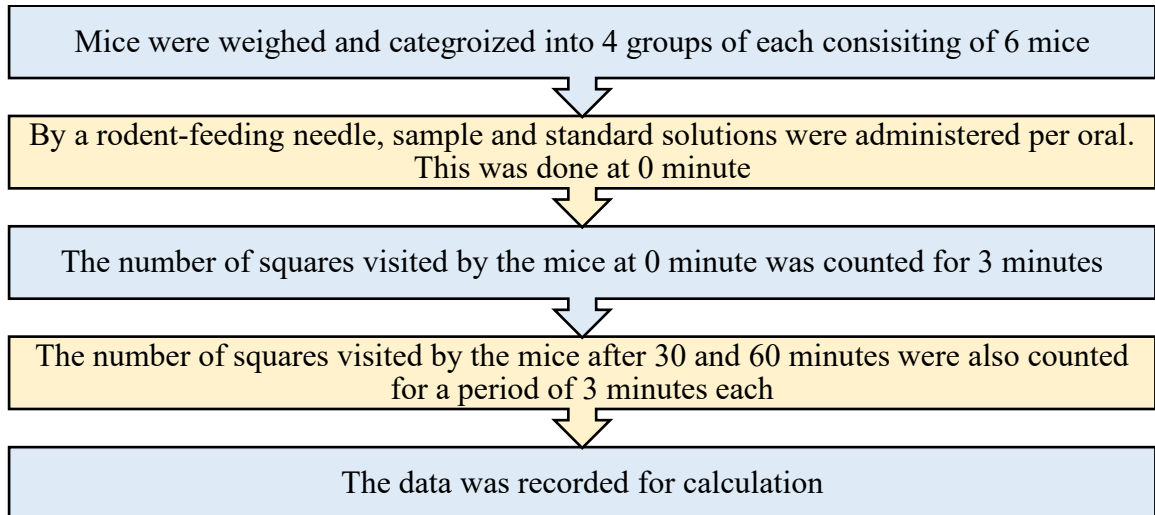 Mice were weighed and categroized into 4 groups of each consisiting of 6 mice
By a rodent-feeding needle, sample and standard solutions were administered per oral.
This was done at 0 minute
The number of squares visited by the mice at 0 minute was counted for 3 minutes
The number of squares visited by the mice after 30 and 60 minutes were also counted
for a period of 3 minutes each
The data was recorded for calculation